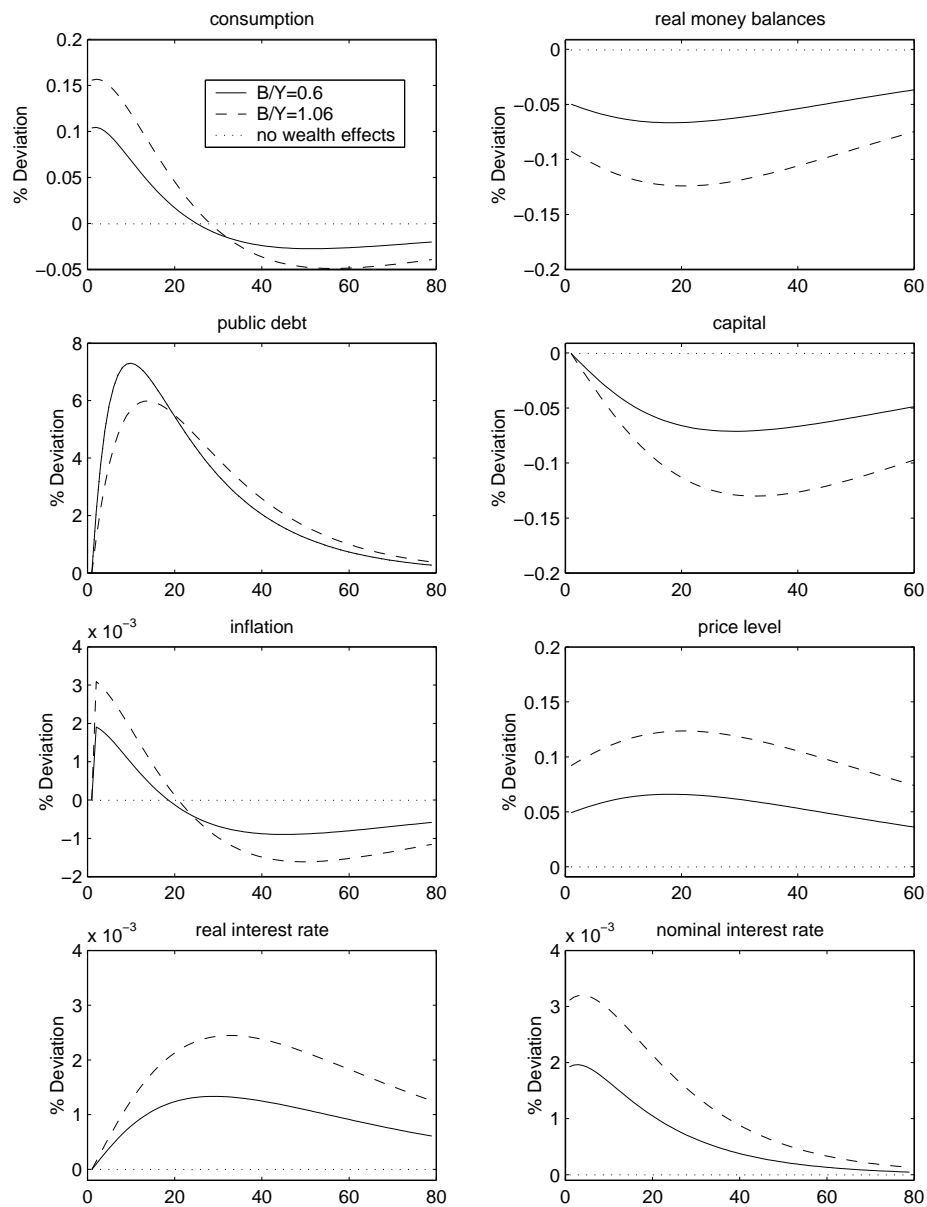 consumption
0.2
0.15
0.1
0.05
0
−0.05
% Deviation
B/Y=0.6
B/Y=1.06
no wealth effects
0 20 40 60 80
real money balances
0
−0.05
−0.1
−0.15
−0.2
% Deviation
0 20 40 60
public debt
8
6
4
2
0
% Deviation
0 20 40 60 80
capital
0
−0.05
−0.1
−0.15
−0.2
% Deviation
0 20 40 60
x 10⁻³
inflation
4
3
2
1
0
−1
−2
% Deviation
0 20 40 60 80
price level
0.2
0.15
0.1
0.05
0
% Deviation
0 20 40 60
x 10⁻³
real interest rate
4
3
2
1
0
% Deviation
0 20 40 60 80
x 10⁻³
nominal interest rate
4
3
2
1
0
% Deviation
0 20 40 60 80